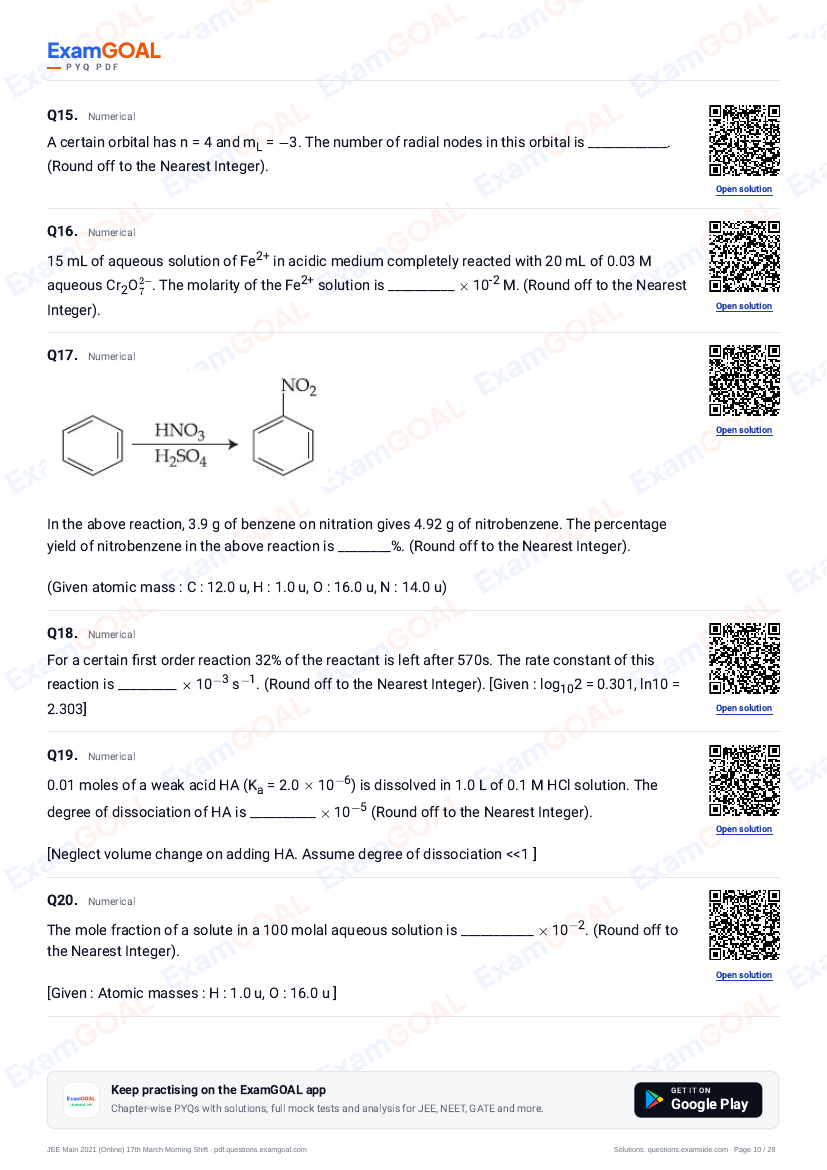 ExamGOAL
PYQ PDF
Q15. Numerical
A certain orbital has n = 4 and m_L = −3. The number of radial nodes in this orbital is ____________.
(Round off to the Nearest Integer).
Open solution
Q16. Numerical
15 mL of aqueous solution of Fe²⁺ in acidic medium completely reacted with 20 mL of 0.03 M
aqueous Cr₂O₇²⁻. The molarity of the Fe²⁺ solution is __________ × 10⁻² M. (Round off to the Nearest
Integer).
Open solution
Q17. Numerical
NO₂
HNO₃
H₂SO₄
Open solution
In the above reaction, 3.9 g of benzene on nitration gives 4.92 g of nitrobenzene. The percentage
yield of nitrobenzene in the above reaction is ________%. (Round off to the Nearest Integer).
(Given atomic mass : C : 12.0 u, H : 1.0 u, O : 16.0 u, N : 14.0 u)
Q18. Numerical
For a certain first order reaction 32% of the reactant is left after 570s. The rate constant of this
reaction is _________ × 10⁻³ s⁻¹. (Round off to the Nearest Integer). [Given : log₁₀2 = 0.301, ln10 =
2.303]
Open solution
Q19. Numerical
0.01 moles of a weak acid HA (Kₐ = 2.0 × 10⁻⁶) is dissolved in 1.0 L of 0.1 M HCl solution. The
degree of dissociation of HA is __________ × 10⁻⁵ (Round off to the Nearest Integer).
Open solution
[Neglect volume change on adding HA. Assume degree of dissociation <<1 ]
Q20. Numerical
The mole fraction of a solute in a 100 molal aqueous solution is ___________ × 10⁻². (Round off to
the Nearest Integer).
Open solution
[Given : Atomic masses : H : 1.0 u, O : 16.0 u ]
ExamGOAL
Keep practising on the ExamGOAL app
Chapter-wise PYQs with solutions, full mock tests and analysis for JEE, NEET, GATE and more.
GET IT ON
Google Play
JEE Main 2021 (Online) 17th March Morning Shift · pdf.questions.examgoal.com
Solutions: questions.examside.com · Page 10 / 28